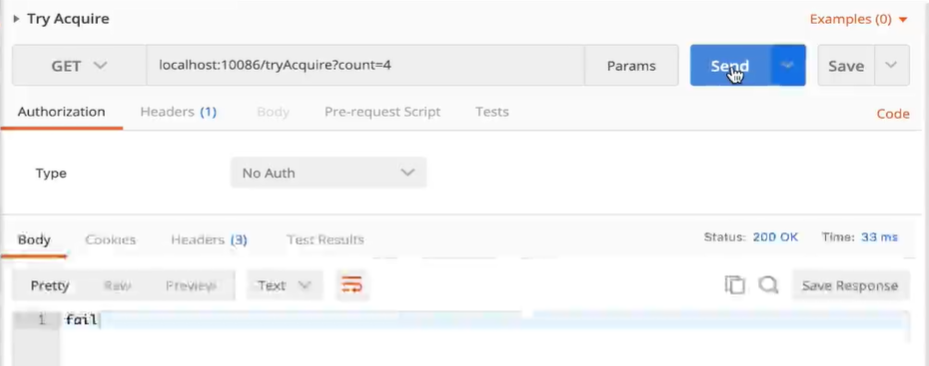 Try Acquire Examples (0)
GET localhost:10086/tryAcquire?count=4 Params Send Save
Authorization Headers (1) Body Pre-request Script Tests Code
Type No Auth
Body Cookies Headers (3) Test Results Status: 200 OK Time: 33 ms
Pretty Raw Preview Text Save Response
1 fail